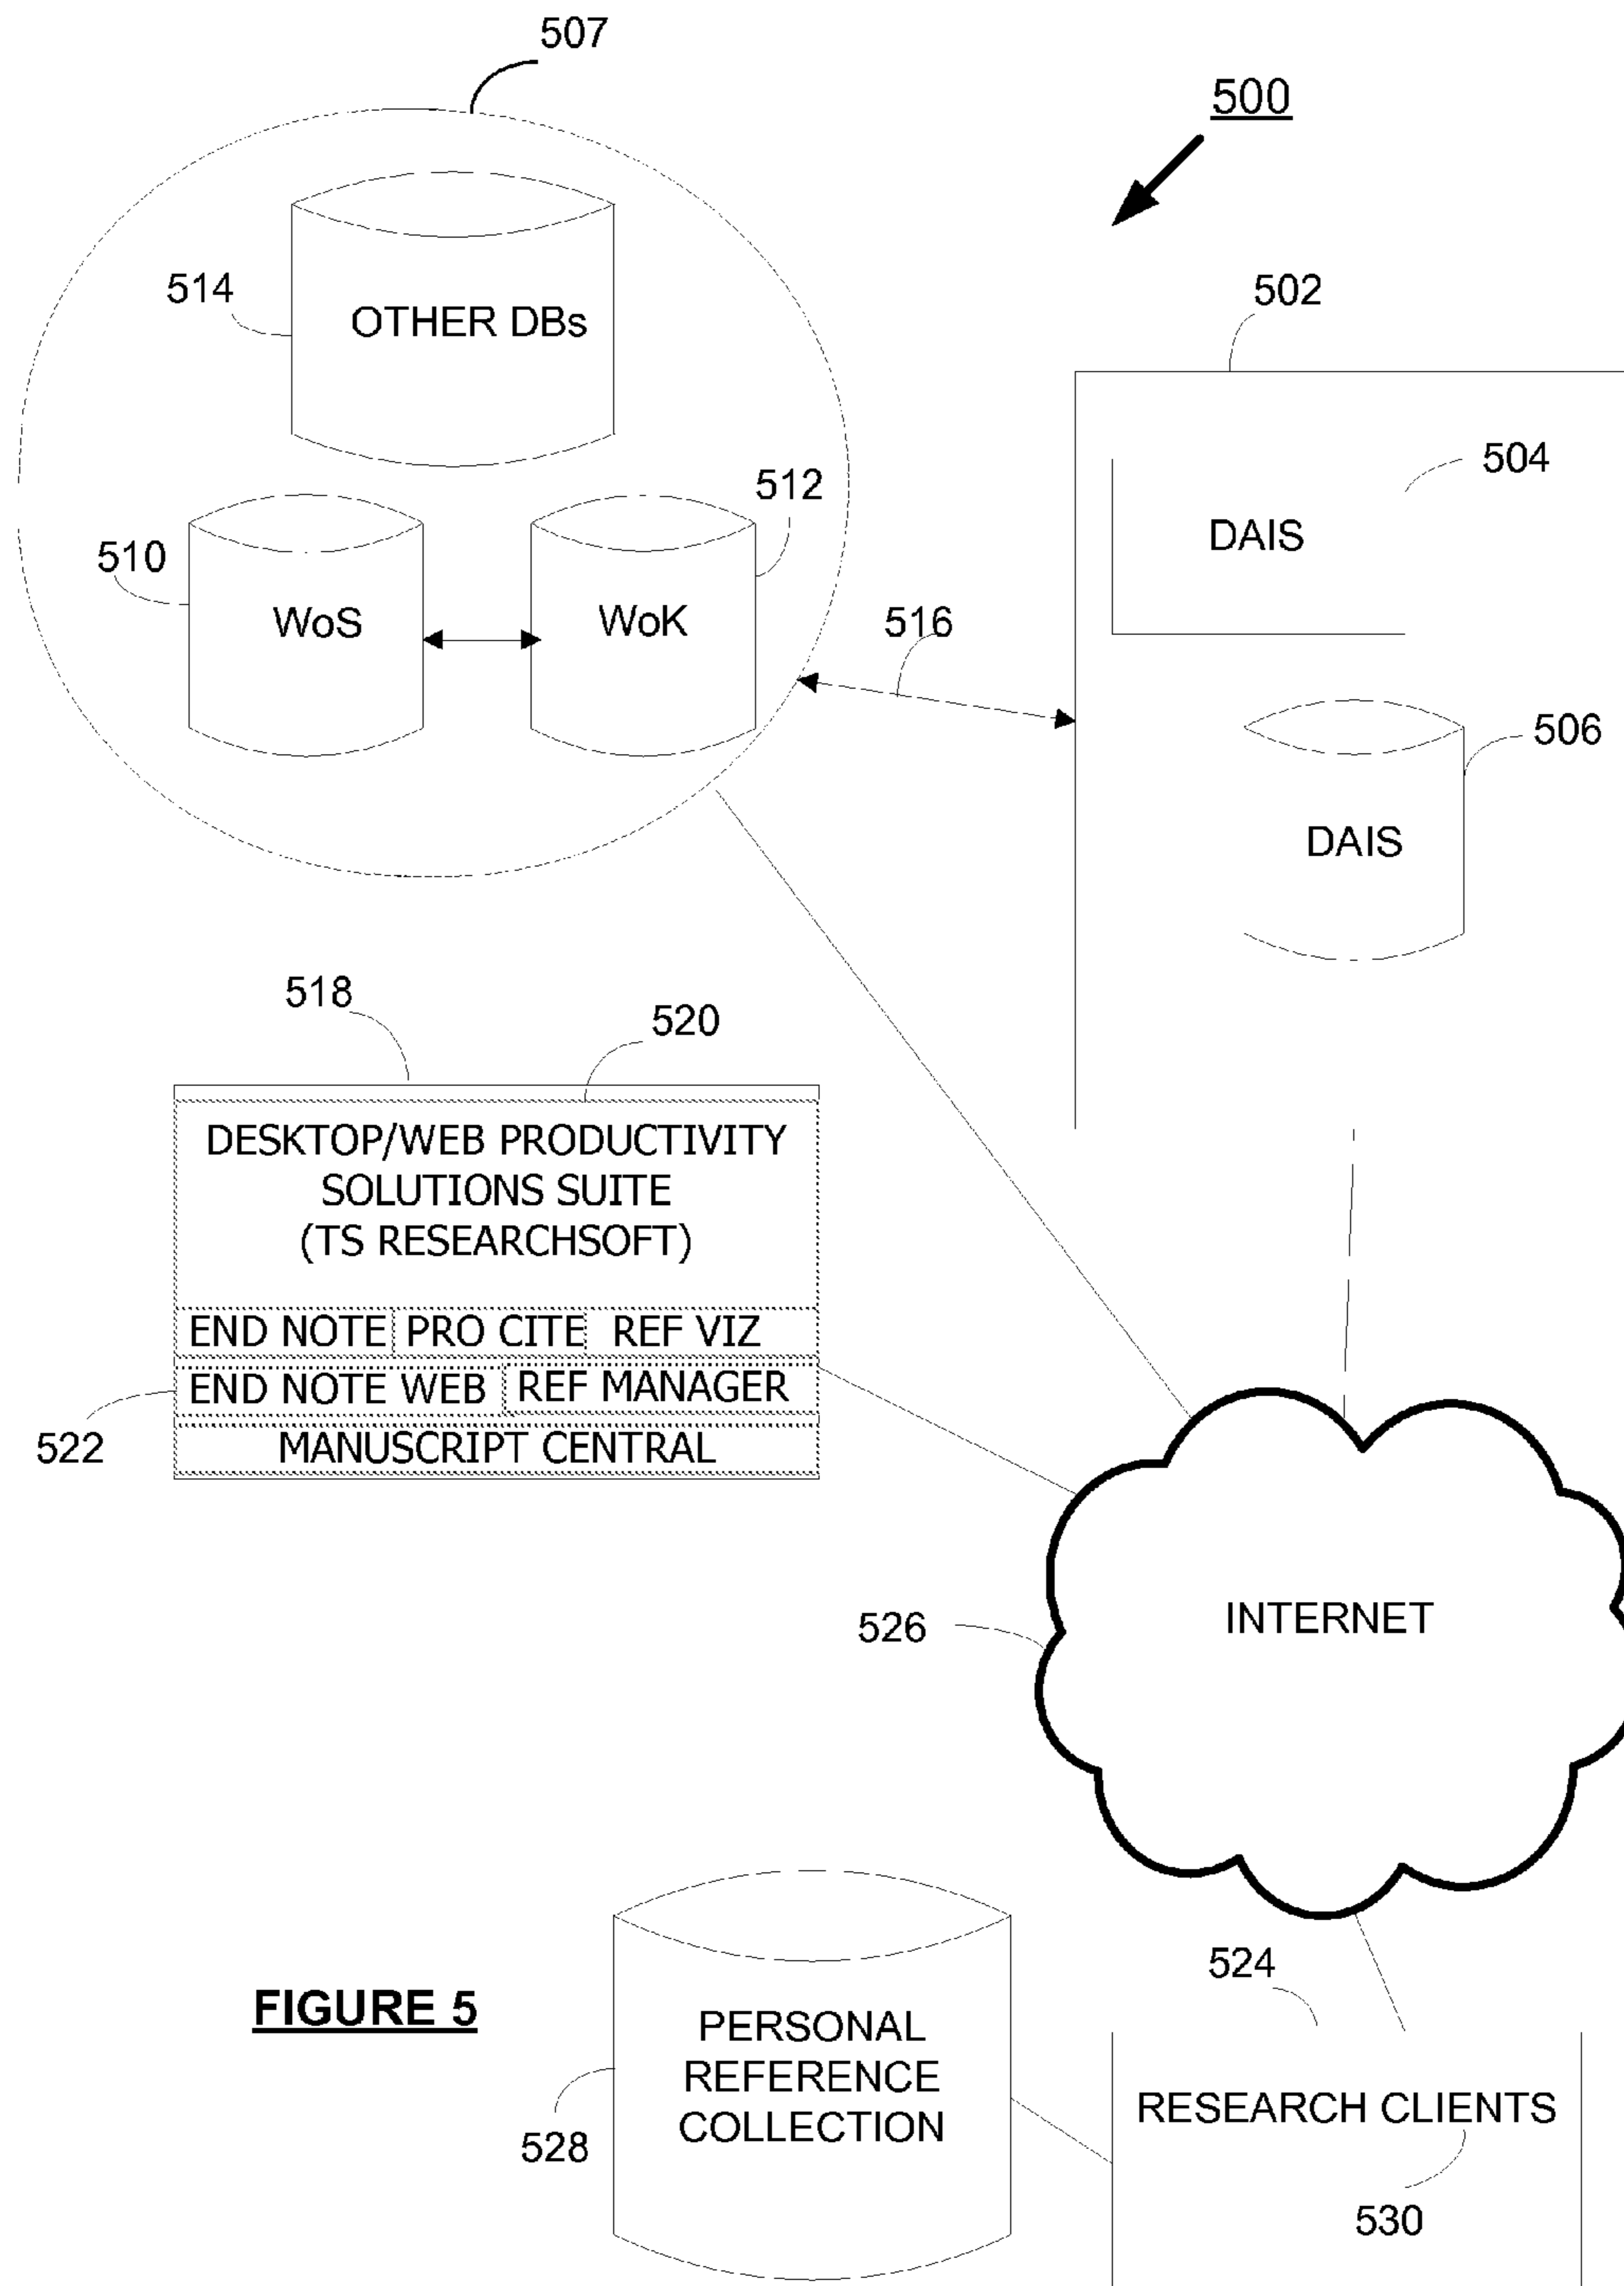 507
500
514
OTHER DBs
502
504
512
DAIS
510
WoS
WoK
516
506
DAIS
518
520
DESKTOP/WEB PRODUCTIVITY
SOLUTIONS SUITE
(TS RESEARCHSOFT)
END NOTE PRO CITE REF VIZ
END NOTE WEB REF MANAGER
522
MANUSCRIPT CENTRAL
526
INTERNET
524
FIGURE 5
PERSONAL
REFERENCE
COLLECTION
528
RESEARCH CLIENTS
530